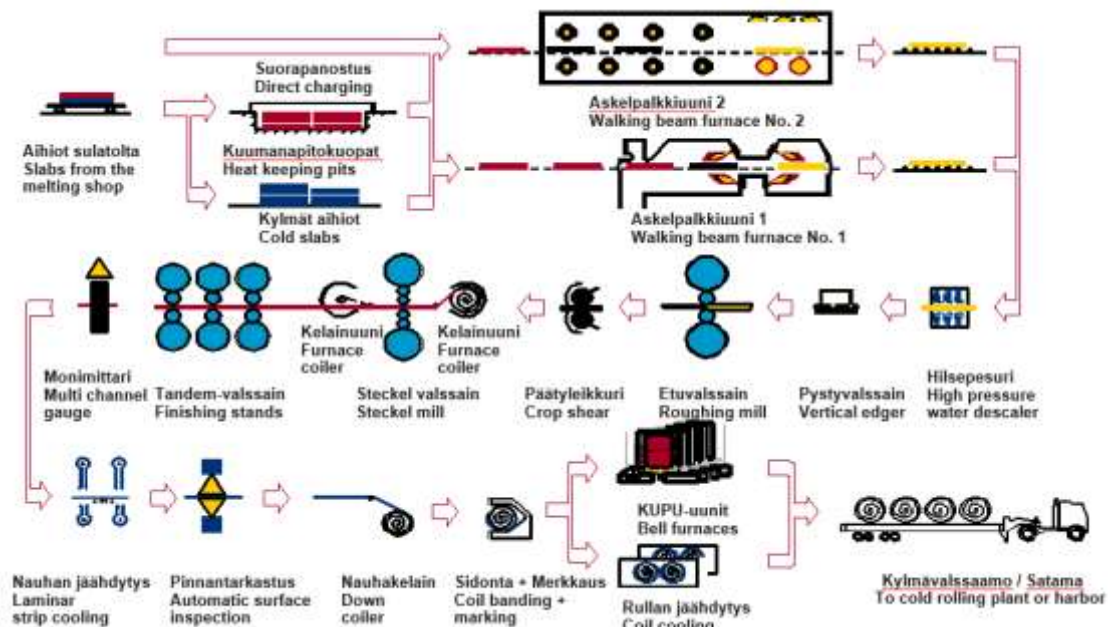 Suorapanostus
Direct charging
Aihiot sulatolta
Slabs from the
melting shop
Kuumanapitokuopat
Heat keeping pits
Kylmät aihiot
Cold slabs
Askelpalkkiuuni 2
Walking beam furnace No. 2
Askelpalkkiuuni 1
Walking beam furnace No. 1
Monimittari
Multi channel
gauge
Tandem-valssain
Finishing stands
Kelainuuni
Furnace
coiler
Steckel valssain
Steckel mill
Kelainuuni
Furnace
coiler
Päätyleikkuri
Crop shear
Etuvalssain
Roughing mill
Pystyvalssain
Vertical edger
Hilsepesuri
High pressure
water descaler
Nauhan jäähdytys
Laminar
strip cooling
Pinnantarkastus
Automatic surface
inspection
Nauhakelain
Down
coiler
Sidonta + Merkkaus
Coil banding +
marking
KUPU-uunit
Bell furnaces
Rullan jäähdytys
Coil cooling
Kylmävalssaamo / Satama
To cold rolling plant or harbor